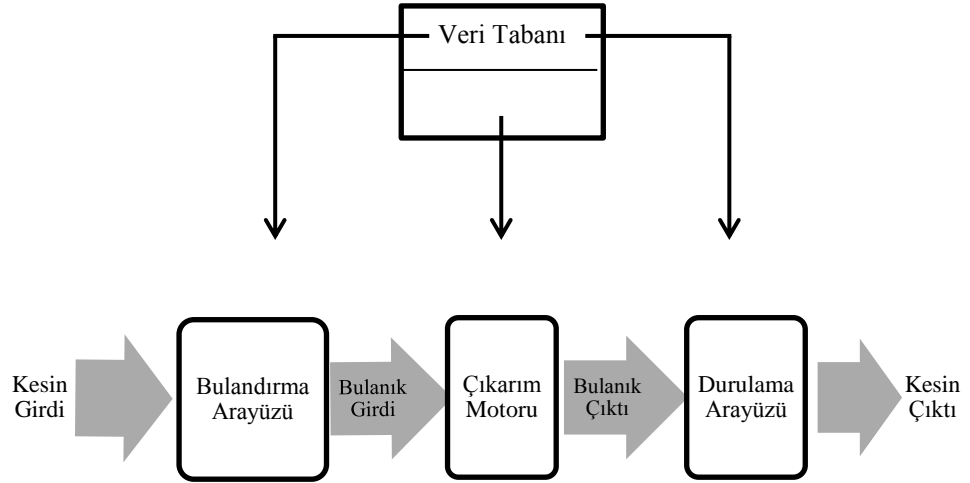 Veri Tabanı
Kesin
Girdi
Bulandırma
Arayüzü
Bulanık
Girdi
Çıkarım
Motoru
Bulanık
Çıktı
Durulama
Arayüzü
Kesin
Çıktı